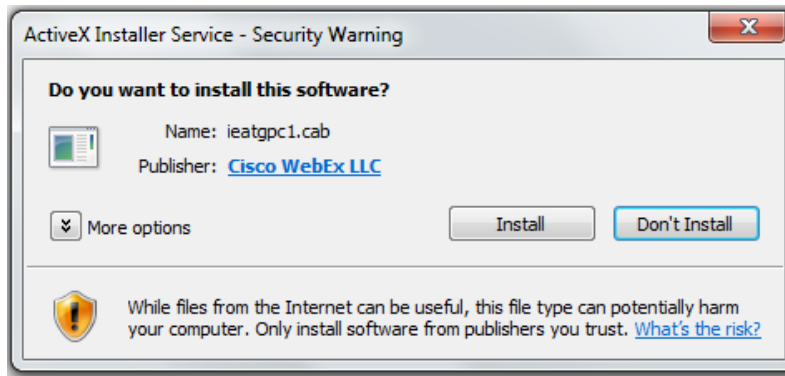 ActiveX Installer Service - Security Warning
Do you want to install this software?
Name: ieatgpc1.cab
Publisher: Cisco WebEx LLC
More options
Install
Don't Install
While files from the Internet can be useful, this file type can potentially harm
your computer. Only install software from publishers you trust. What's the risk?